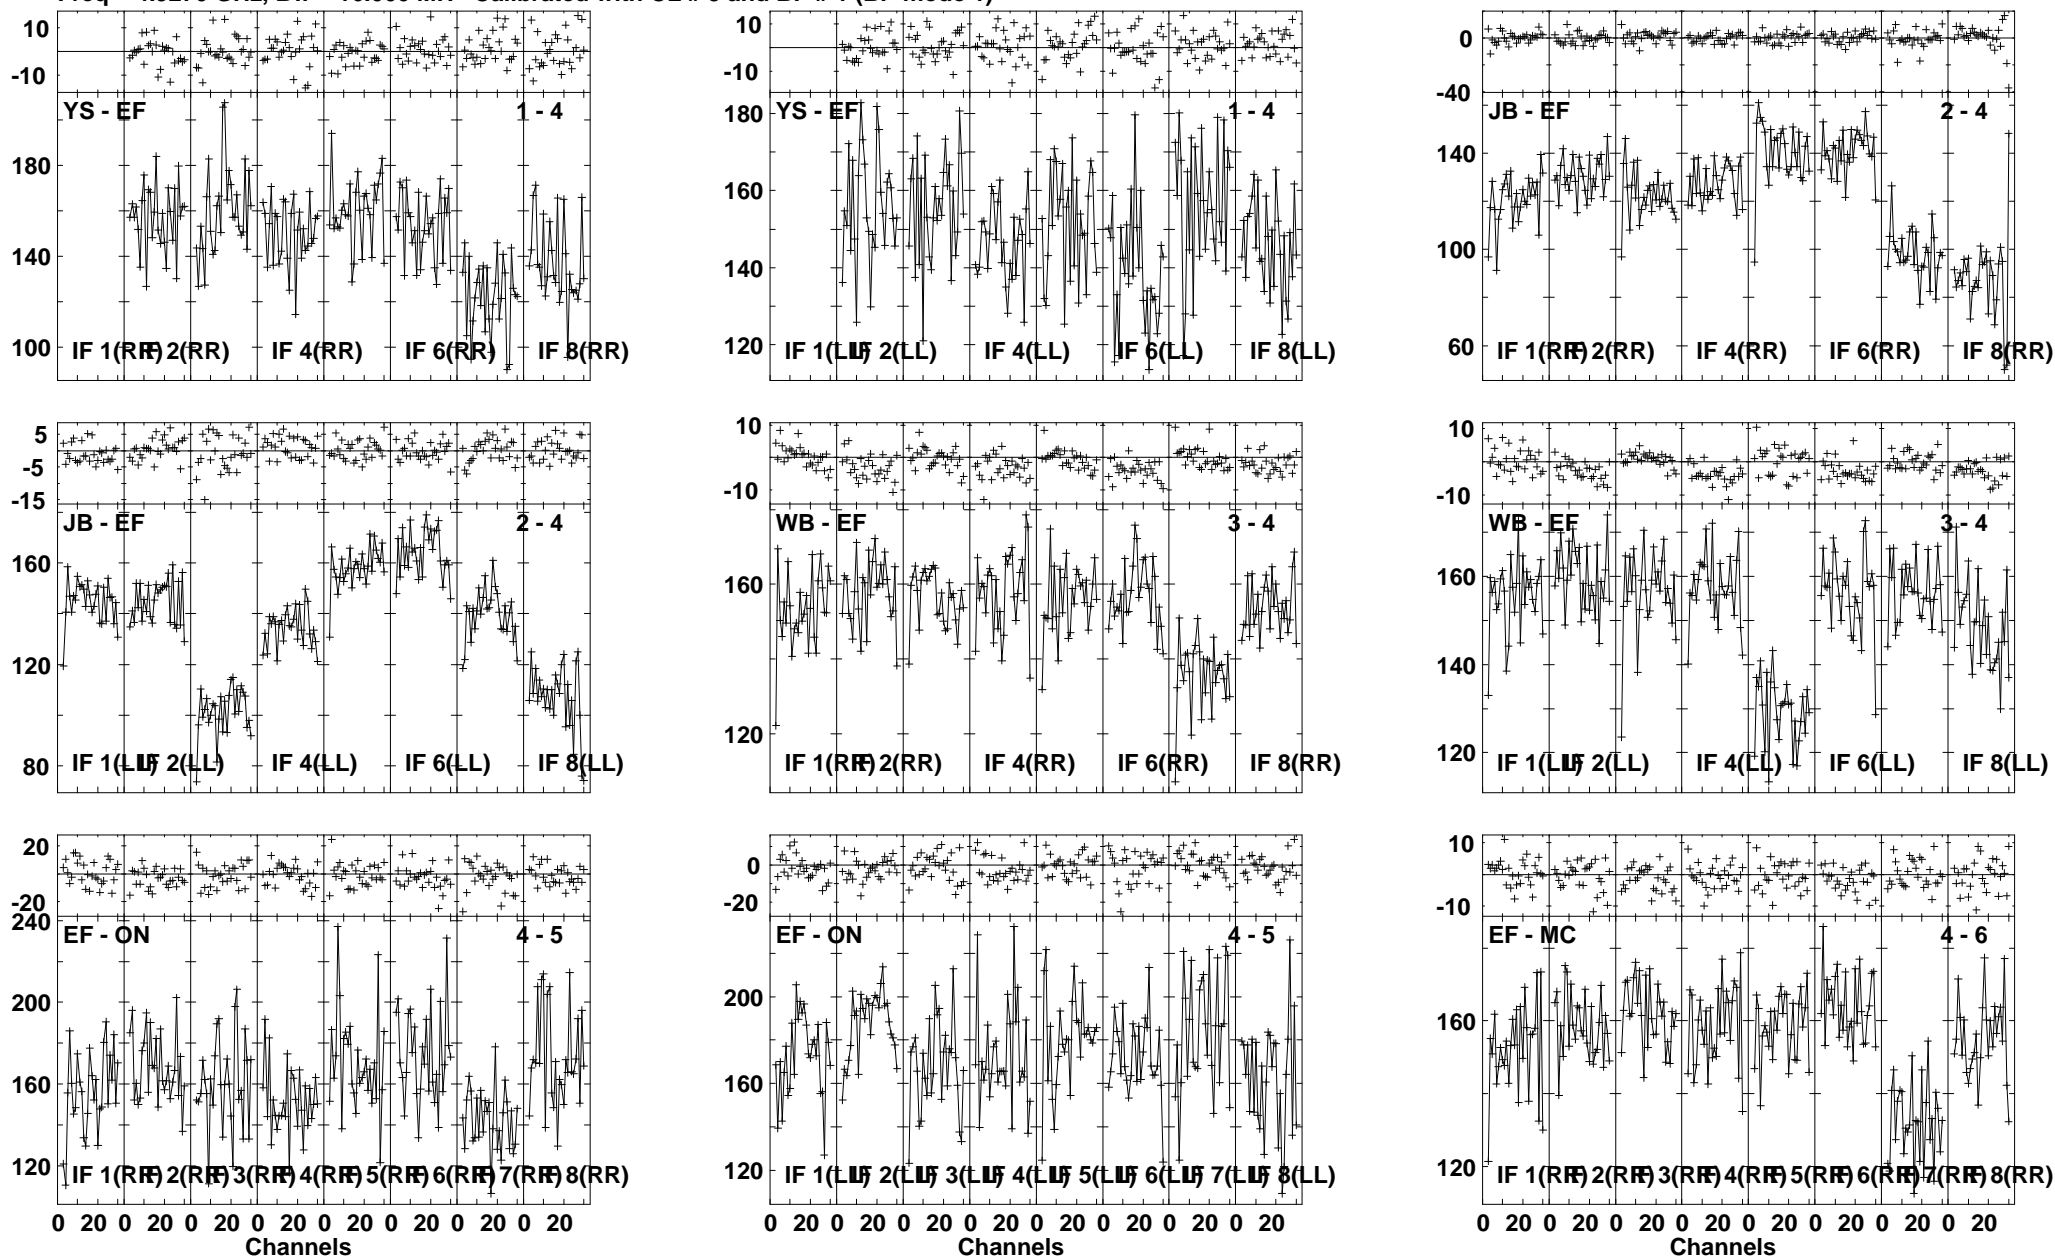 10
-10
YS - EF 1 - 4
180
140
100
IF 1(RR) IF 2(RR) IF 4(RR) IF 6(RR) IF 8(RR)
10
-10
YS - EF 1 - 4
180
160
140
120
IF 1(LL) IF 2(LL) IF 4(LL) IF 6(LL) IF 8(LL)
0
-40
JB - EF 2 - 4
140
100
60
IF 1(RR) IF 2(RR) IF 4(RR) IF 6(RR) IF 8(RR)
5
-5
-15
JB - EF 2 - 4
160
120
80
IF 1(LL) IF 2(LL) IF 4(LL) IF 6(LL) IF 8(LL)
10
-10
WB - EF 3 - 4
160
120
IF 1(RR) IF 2(RR) IF 4(RR) IF 6(RR) IF 8(RR)
10
-10
WB - EF 3 - 4
160
140
120
IF 1(LL) IF 2(LL) IF 4(LL) IF 6(LL) IF 8(LL)
20
-20
240
EF - ON 4 - 5
200
160
120
IF 1(RR) IF 2(RR) IF 3(RR) IF 4(RR) IF 5(RR) IF 6(RR) IF 7(RR) IF 8(RR)
0 20 0 20 0 20 0 20 0 20 0 20 0 20 0 20
Channels
0
-20
EF - ON 4 - 5
200
160
120
IF 1(LL) IF 2(LL) IF 3(LL) IF 4(LL) IF 5(LL) IF 6(LL) IF 7(LL) IF 8(LL)
0 20 0 20 0 20 0 20 0 20 0 20 0 20 0 20
Channels
10
-10
EF - MC 4 - 6
160
120
IF 1(RR) IF 2(RR) IF 3(RR) IF 4(RR) IF 5(RR) IF 6(RR) IF 7(RR) IF 8(RR)
0 20 0 20 0 20 0 20 0 20 0 20 0 20 0 20
Channels